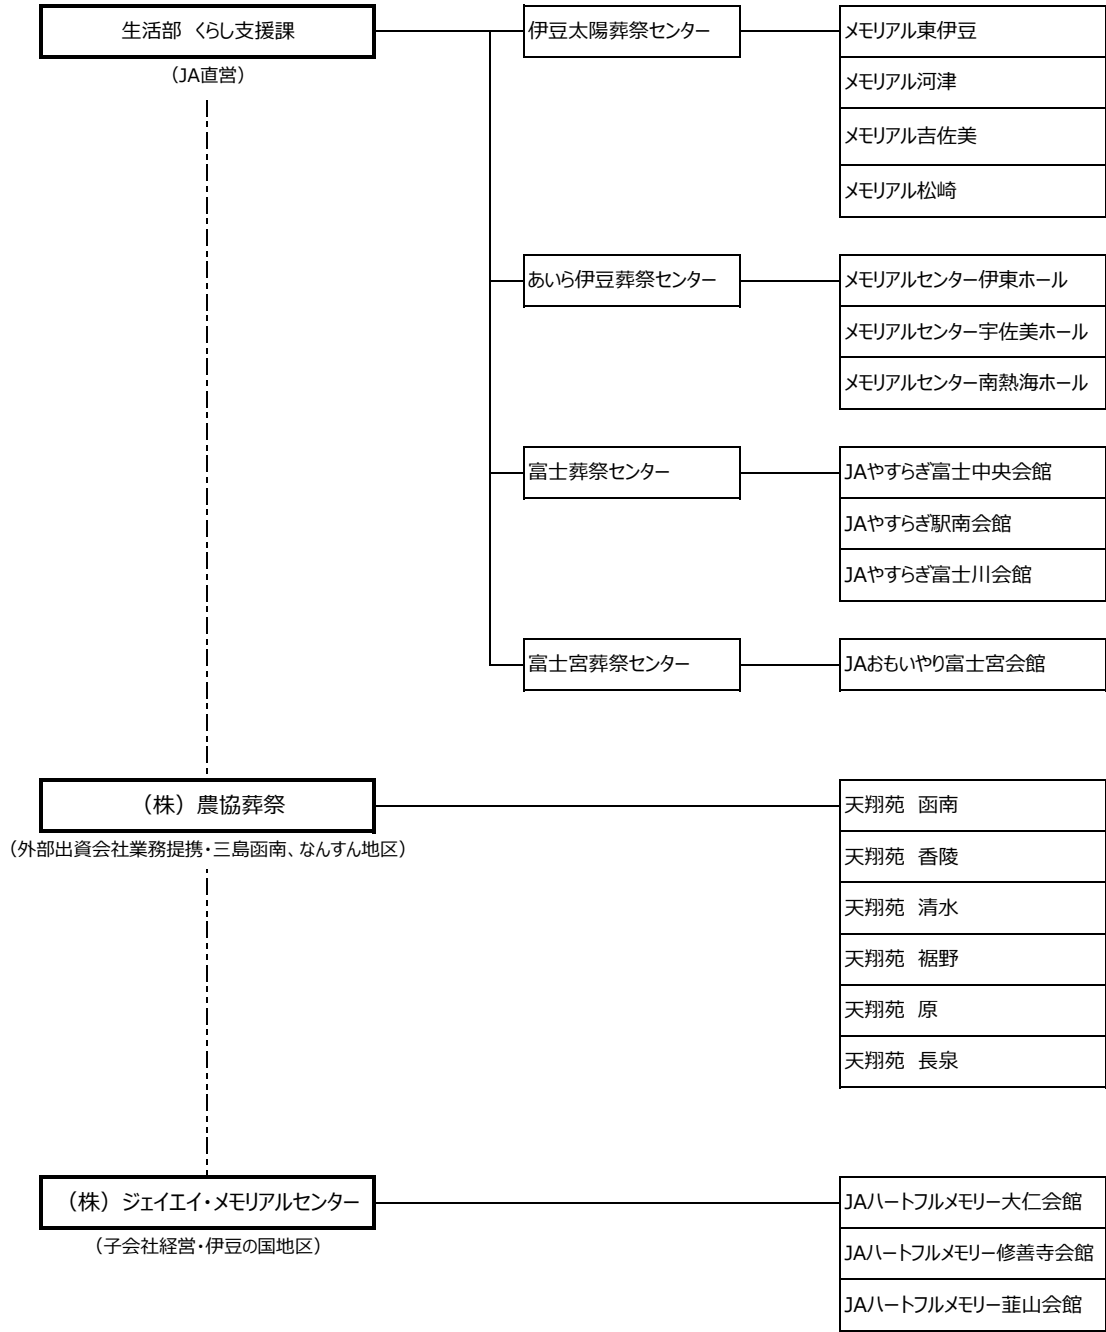 生活部 くらし支援課
（JA直営）
伊豆太陽葬祭センター
メモリアル東伊豆
メモリアル河津
メモリアル吉佐美
メモリアル松崎
あいら伊豆葬祭センター
メモリアルセンター伊東ホール
メモリアルセンター宇佐美ホール
メモリアルセンター南熱海ホール
富士葬祭センター
JAやすらぎ富士中央会館
JAやすらぎ駅南会館
JAやすらぎ富士川会館
富士宮葬祭センター
JAおもいやり富士宮会館
（株）農協葬祭
（外部出資会社業務提携・三島函南、なんすん地区）
天翔苑 函南
天翔苑 香陵
天翔苑 清水
天翔苑 裾野
天翔苑 原
天翔苑 長泉
（株）ジェイエイ・メモリアルセンター
（子会社経営・伊豆の国地区）
JAハートフルメモリー大仁会館
JAハートフルメモリー修善寺会館
JAハートフルメモリー韮山会館